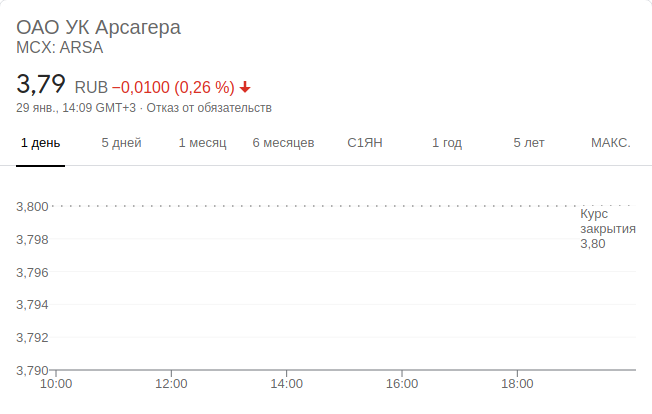 ОАО УК Арсагера
MCX: ARSA
3,79 RUB −0,0100 (0,26 %)
29 янв., 14:09 GMT+3 · Отказ от обязательств
1 день 5 дней 1 месяц 6 месяцев С1ЯН 1 год 5 лет МАКС.
3,800
Курс
закрытия
3,80
3,798
3,796
3,794
3,792
3,790
10:00 12:00 14:00 16:00 18:00